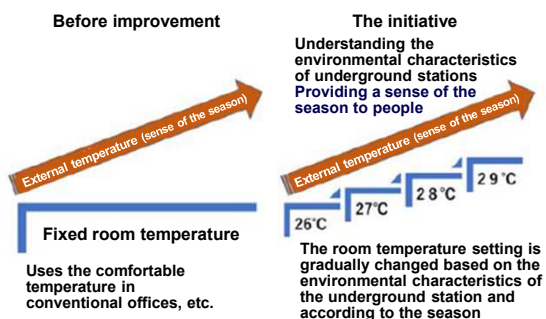 Before improvement
External temperature (sense of the season)
Fixed room temperature
Uses the comfortable
temperature in
conventional offices, etc.
The initiative
Understanding the
environmental characteristics
of underground stations
Providing a sense of the
season to people
External temperature (sense of the season)
26°C
27°C
28°C
29°C
The room temperature setting is
gradually changed based on the
environmental characteristics of
the underground station and
according to the season